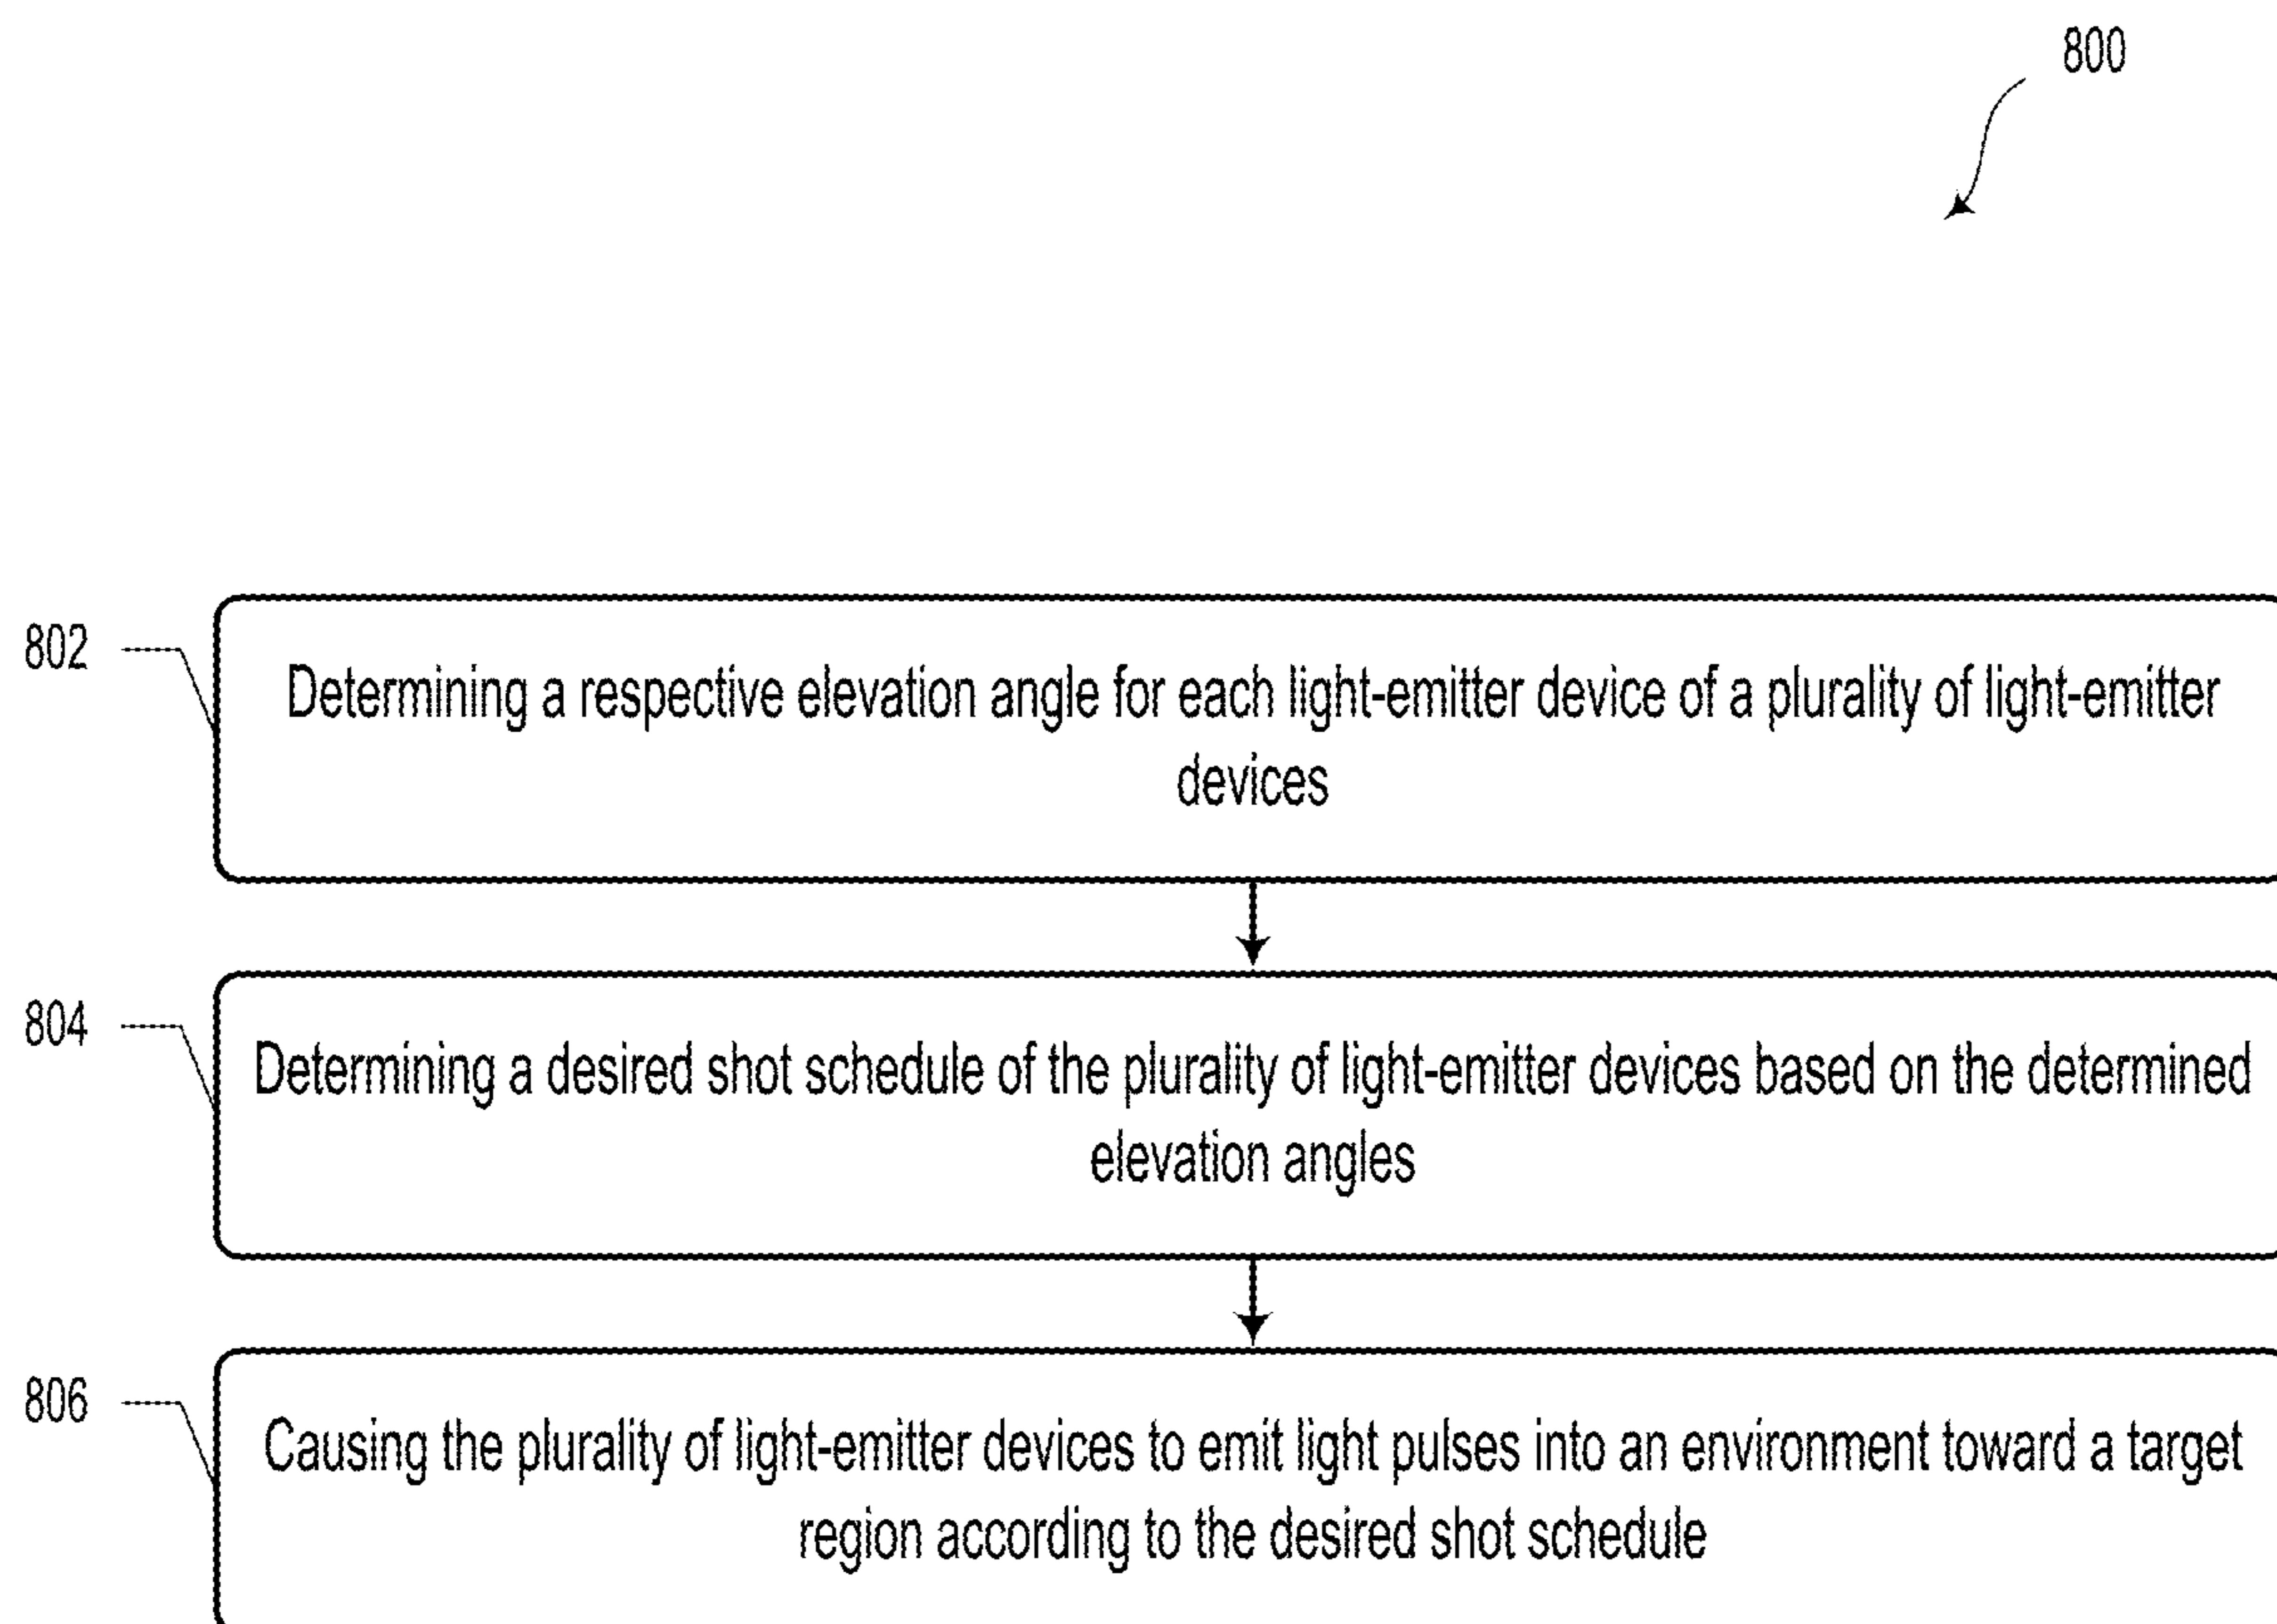 800
802
Determining a respective elevation angle for each light-emitter device of a plurality of light-emitter
devices
804
Determining a desired shot schedule of the plurality of light-emitter devices based on the determined
elevation angles
806
Causing the plurality of light-emitter devices to emit light pulses into an environment toward a target
region according to the desired shot schedule